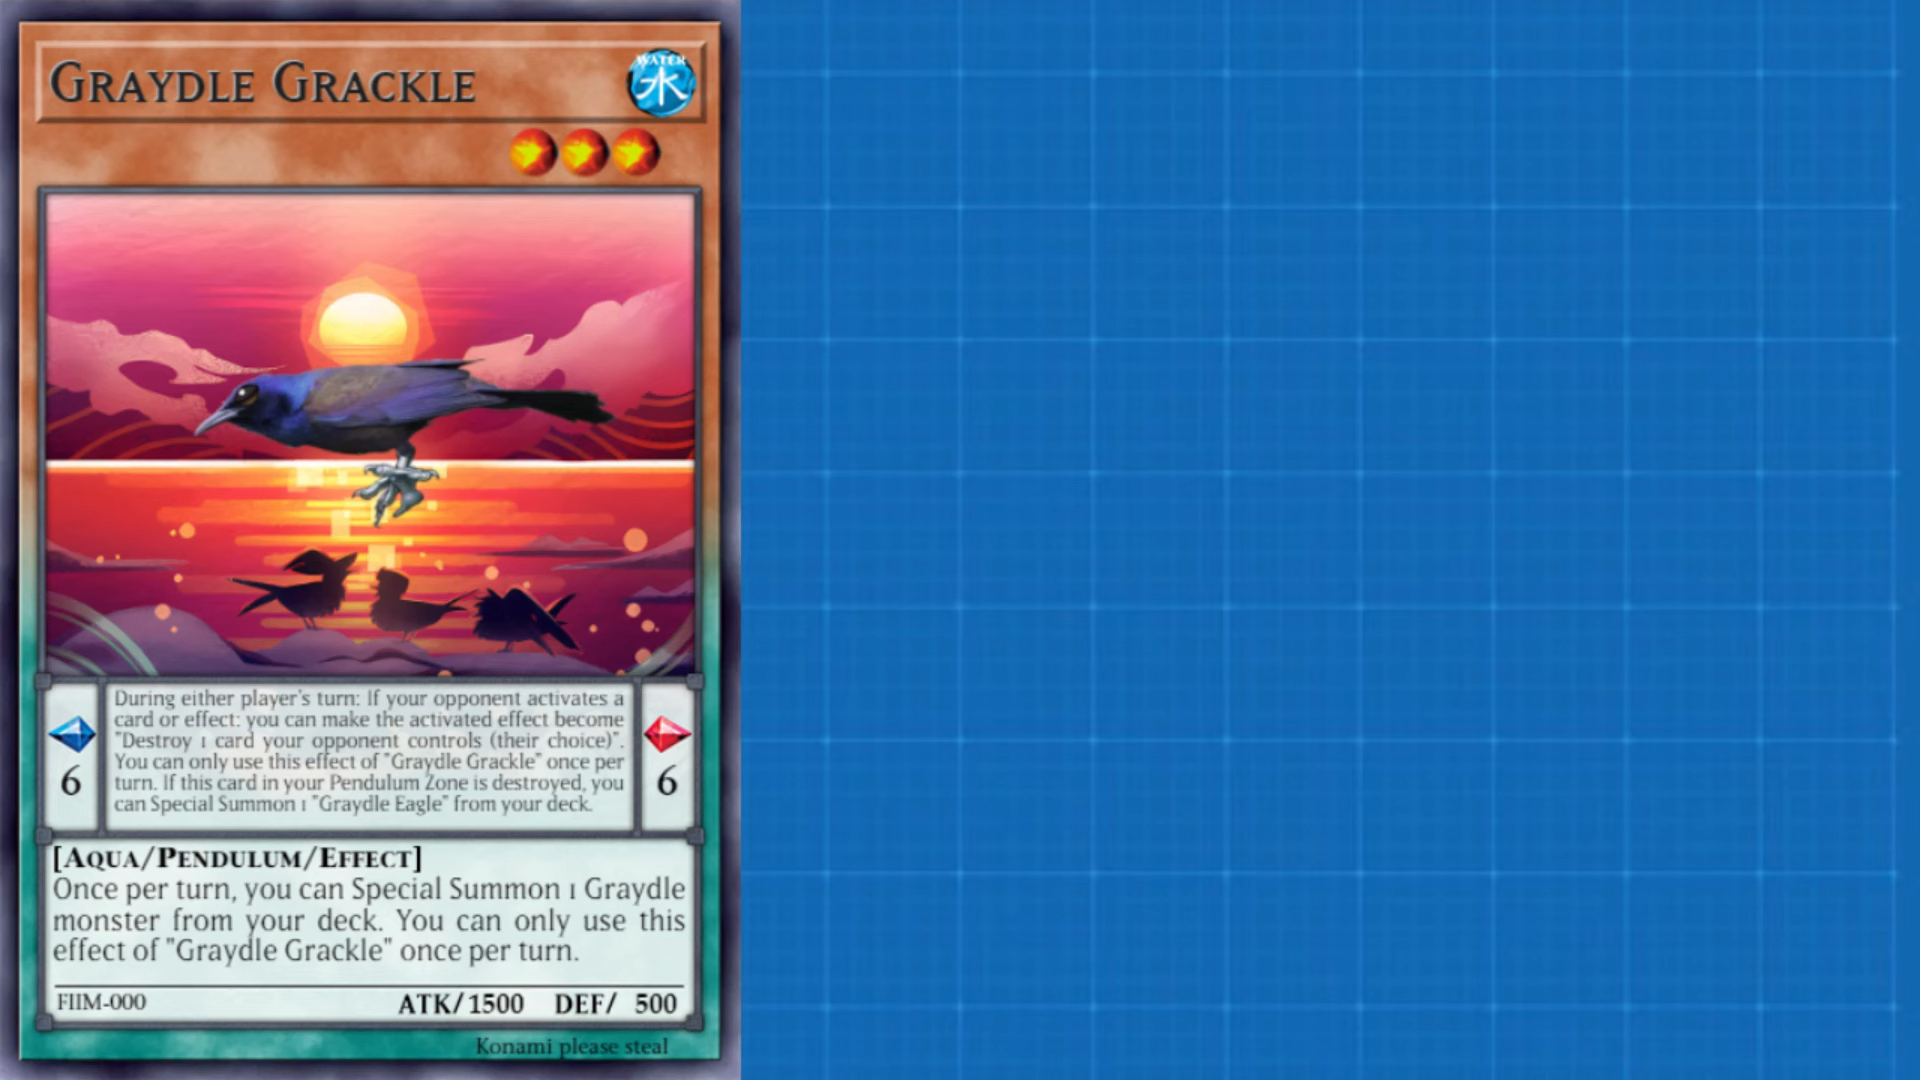 GRAYDLE GRACKLE
WATER
水
During either player's turn: If your opponent activates a
card or effect: you can make the activated effect become
"Destroy 1 card your opponent controls (their choice)".
You can only use this effect of "Graydle Grackle" once per
turn. If this card in your Pendulum Zone is destroyed, you
can Special Summon 1 "Graydle Eagle" from your deck.
6
6
[AQUA/PENDULUM/EFFECT]
Once per turn, you can Special Summon 1 Graydle
monster from your deck. You can only use this
effect of "Graydle Grackle" once per turn.
FIIM-000 ATK/1500 DEF/ 500
Konami please steal